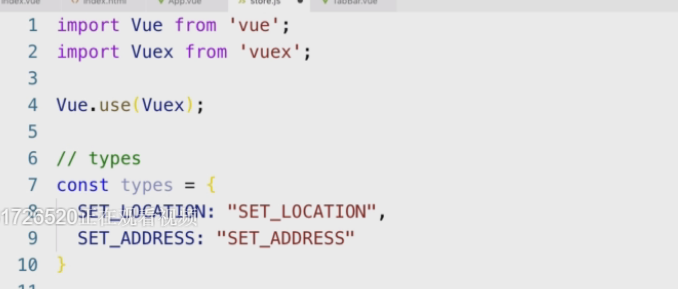 index.vue index.html App.vue store.js TabBar.vue
1 import Vue from 'vue';
2 import Vuex from 'vuex';
3
4 Vue.use(Vuex);
5
6 // types
7 const types = {
8 SET_LOCATION: "SET_LOCATION",
1726520正在观看视频
9 SET_ADDRESS: "SET_ADDRESS"
10 }
11